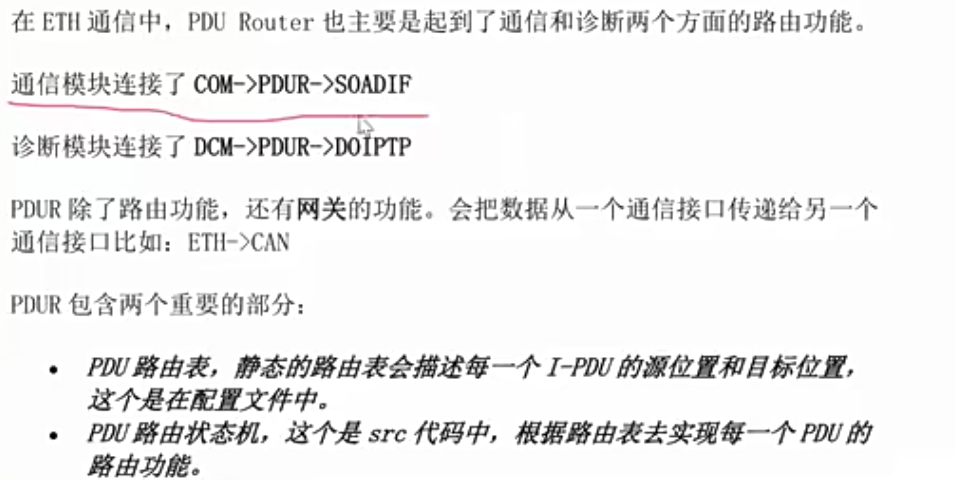 在 ETH 通信中，PDU Router 也主要是起到了通信和诊断两个方面的路由功能。
通信模块连接了 COM->PDUR->SOADIF
诊断模块连接了 DCM->PDUR->DOIPTP
PDUR 除了路由功能，还有网关的功能。会把数据从一个通信接口传递给另一个
通信接口比如：ETH->CAN
PDUR 包含两个重要的部分：
• PDU 路由表，静态的路由表会描述每一个 I-PDU 的源位置和目标位置，
这个是在配置文件中。
• PDU 路由状态机，这个是 src 代码中，根据路由表去实现每一个 PDU 的
路由功能。